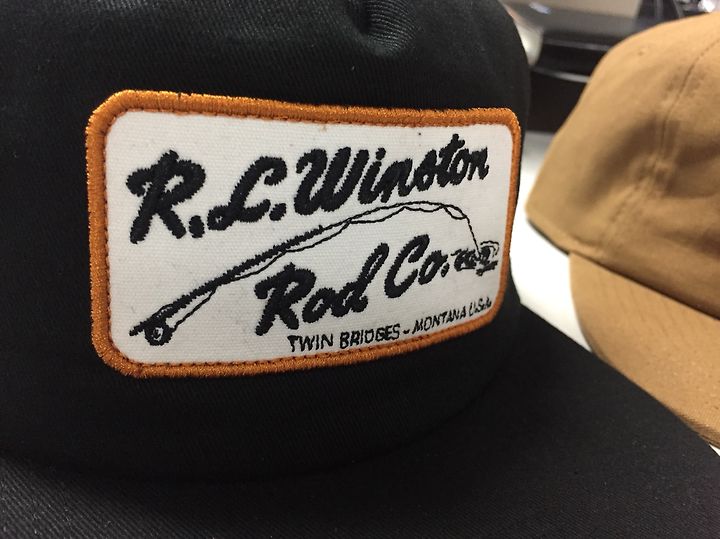 R.L. Winston
Rod Co.
TWIN BRIDGES - MONTANA U.S.A.